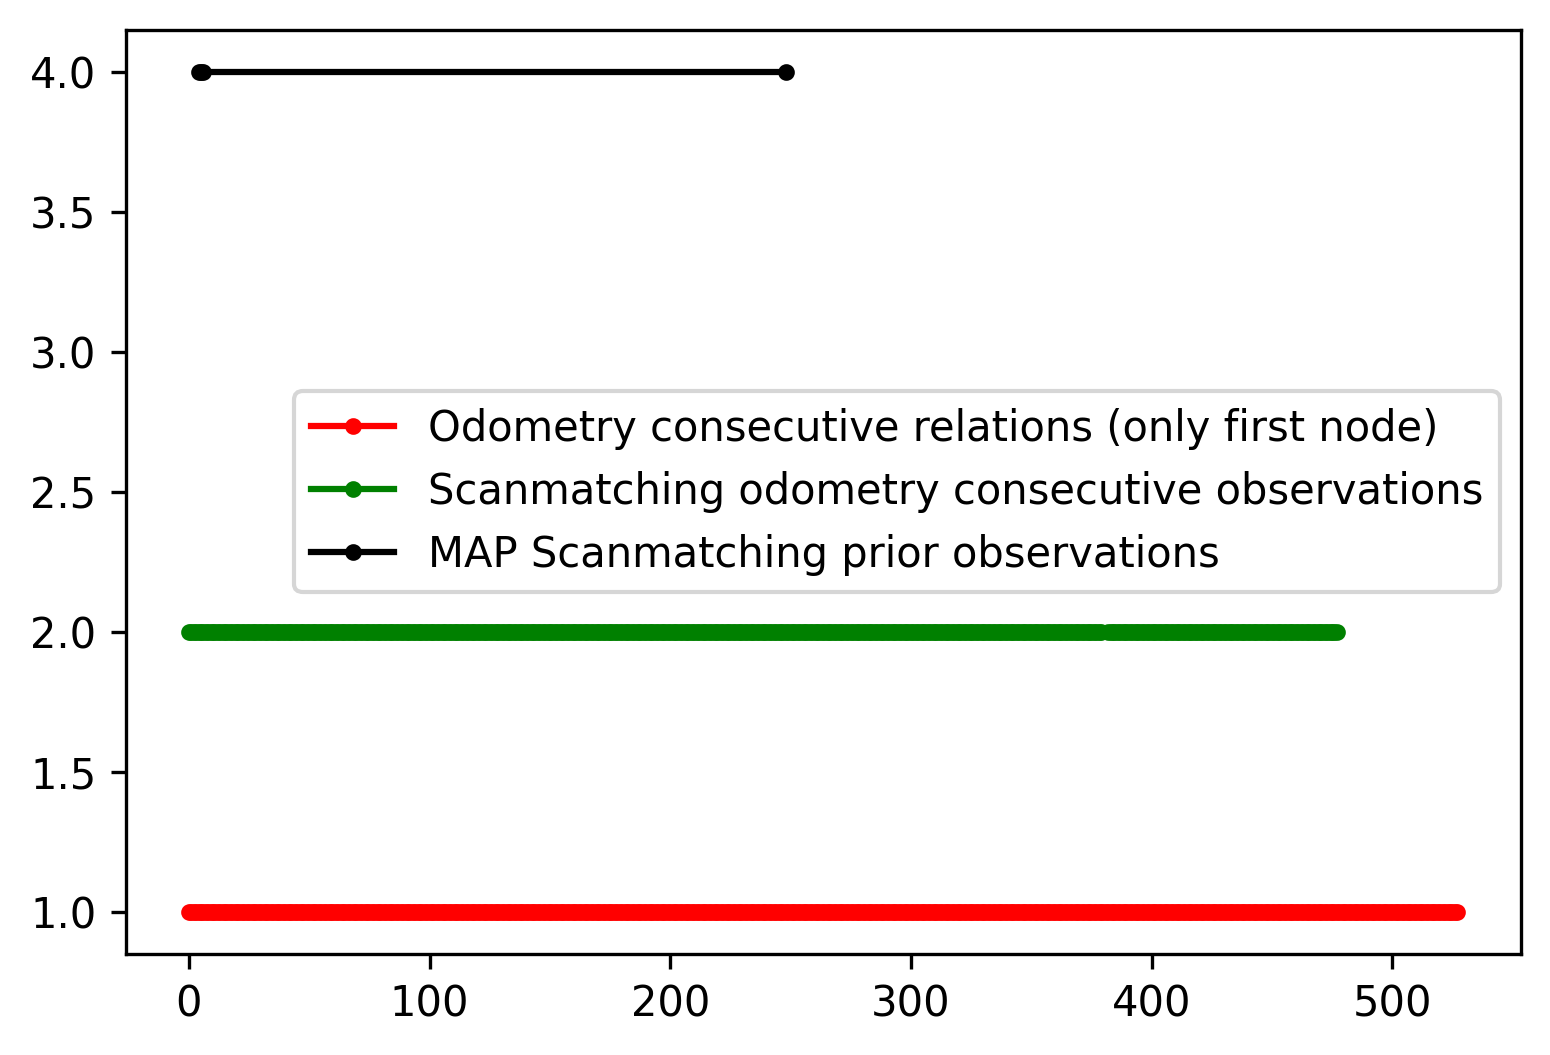 4.0
3.5
3.0
Odometry consecutive relations (only first node)
Scanmatching odometry consecutive observations
MAP Scanmatching prior observations
2.5
2.0
1.5
1.0
0 100 200 300 400 500